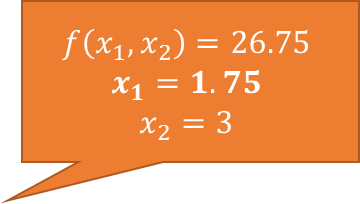 f(x₁, x₂) = 26.75
x₁ = 1.75
x₂ = 3